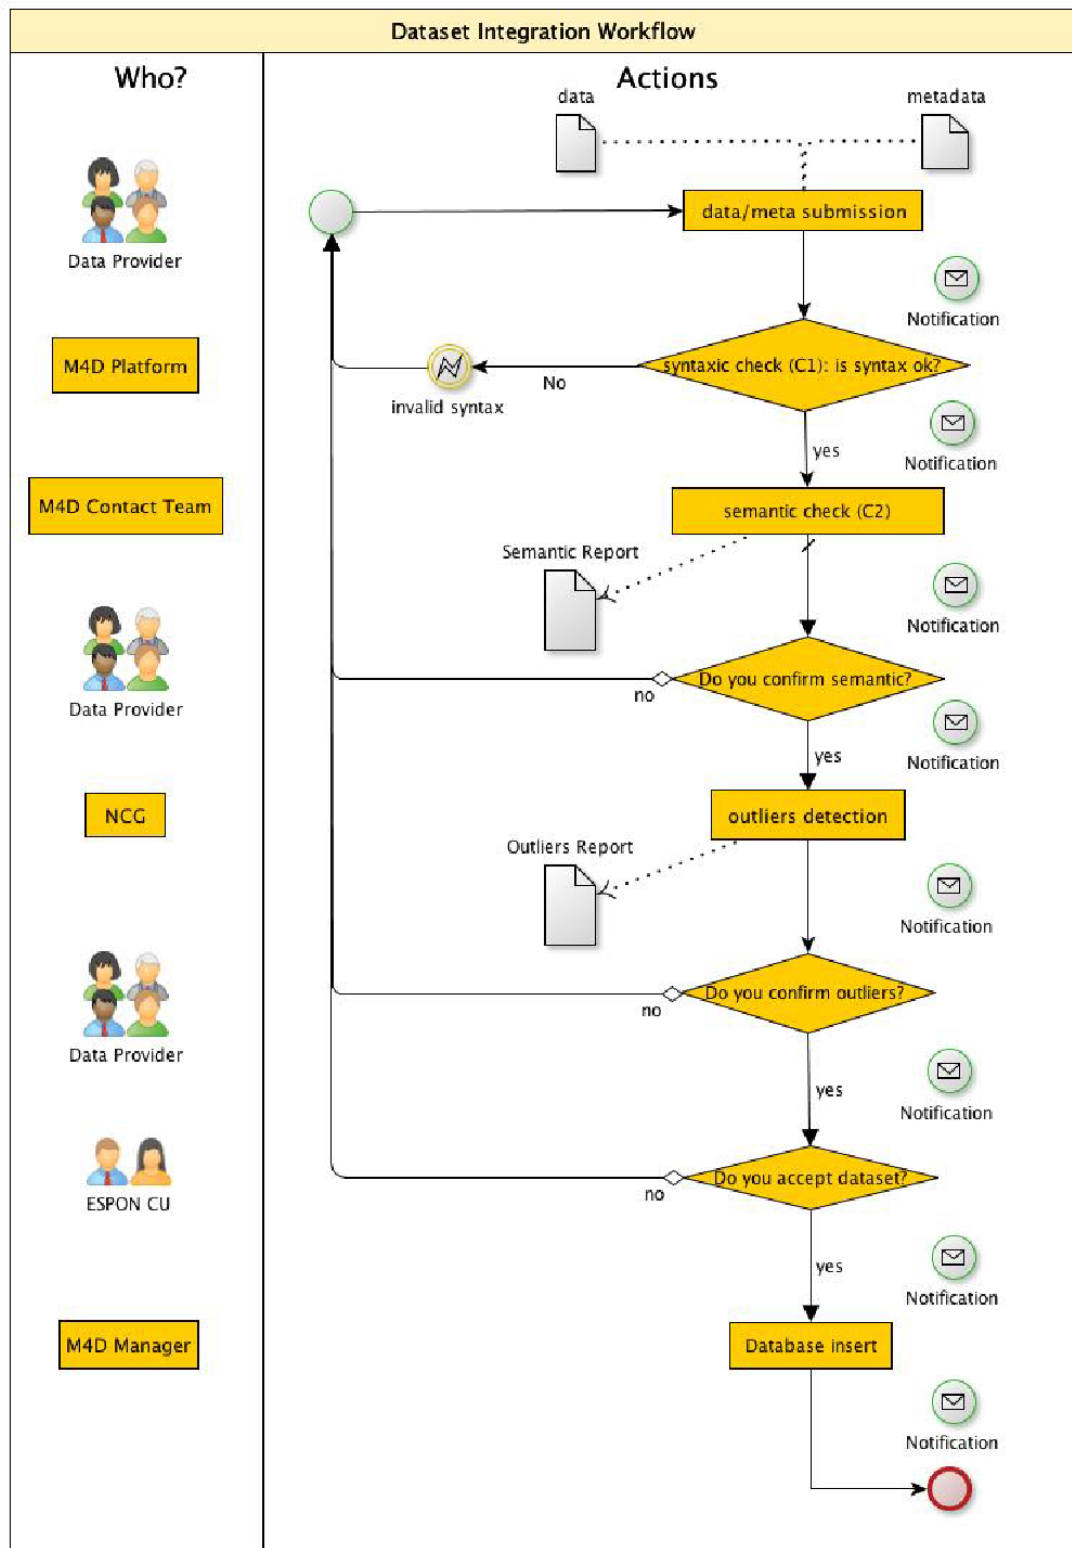 Dataset Integration Workflow
Who?
Actions
data
metadata
data/meta submission
Data Provider
Notification
M4D Platform
syntaxic check (C1): is syntax ok?
No
invalid syntax
yes
Notification
M4D Contact Team
semantic check (C2)
Semantic Report
Notification
Data Provider
Do you confirm semantic?
no
yes
Notification
NCG
outliers detection
Outliers Report
Notification
Data Provider
Do you confirm outliers?
no
yes
Notification
ESPON CU
Do you accept dataset?
no
yes
Notification
M4D Manager
Database insert
Notification